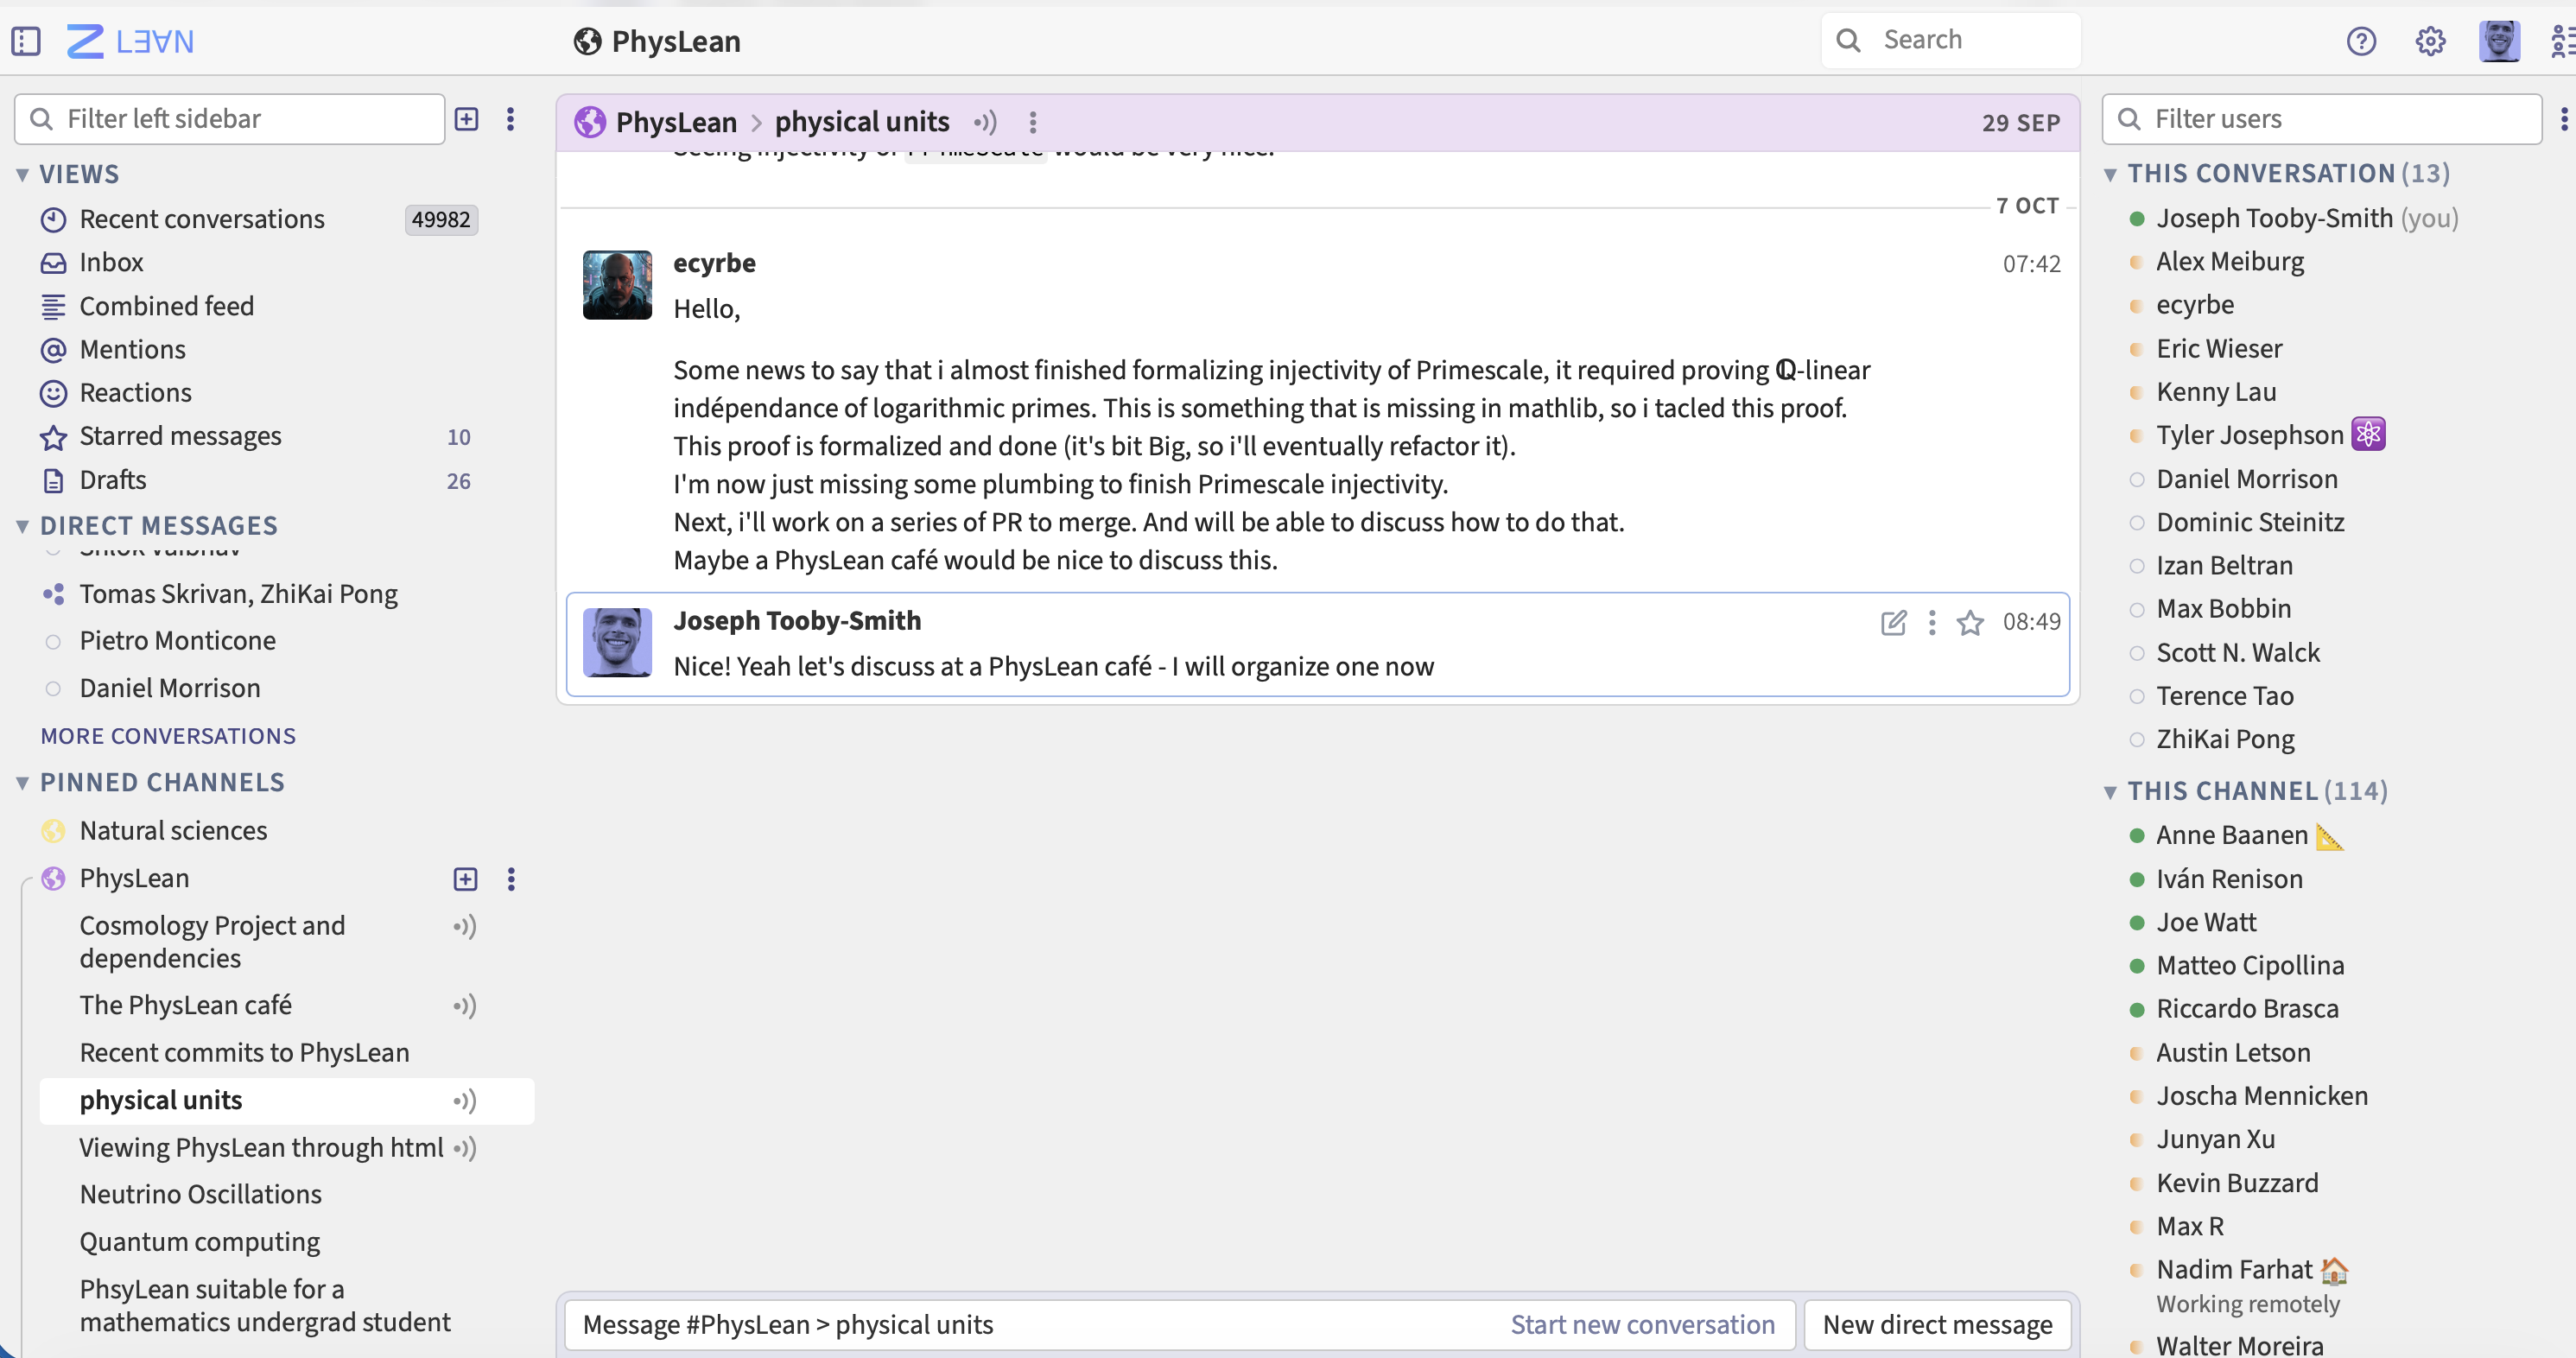 LƎ∀N
PhysLean
Search
Filter left sidebar
VIEWS
Recent conversations 49982
Inbox
Combined feed
Mentions
Reactions
Starred messages 10
Drafts 26
DIRECT MESSAGES
Shlok Vaibhav
Tomas Skrivan, ZhiKai Pong
Pietro Monticone
Daniel Morrison
MORE CONVERSATIONS
PINNED CHANNELS
Natural sciences
PhysLean
Cosmology Project and
dependencies
The PhysLean café
Recent commits to PhysLean
physical units
Viewing PhysLean through html
Neutrino Oscillations
Quantum computing
PhsyLean suitable for a
mathematics undergrad student
PhysLean > physical units 29 SEP
Seeing injectivity of PrimeScale would be very nice.
7 OCT
ecyrbe 07:42
Hello,
Some news to say that i almost finished formalizing injectivity of Primescale, it required proving ℚ-linear
indépendance of logarithmic primes. This is something that is missing in mathlib, so i tacled this proof.
This proof is formalized and done (it's bit Big, so i'll eventually refactor it).
I'm now just missing some plumbing to finish Primescale injectivity.
Next, i'll work on a series of PR to merge. And will be able to discuss how to do that.
Maybe a PhysLean café would be nice to discuss this.
Joseph Tooby-Smith 08:49
Nice! Yeah let's discuss at a PhysLean café - I will organize one now
Message #PhysLean > physical units Start new conversation New direct message
Filter users
THIS CONVERSATION (13)
Joseph Tooby-Smith (you)
Alex Meiburg
ecyrbe
Eric Wieser
Kenny Lau
Tyler Josephson ⚛️
Daniel Morrison
Dominic Steinitz
Izan Beltran
Max Bobbin
Scott N. Walck
Terence Tao
ZhiKai Pong
THIS CHANNEL (114)
Anne Baanen 📐
Iván Renison
Joe Watt
Matteo Cipollina
Riccardo Brasca
Austin Letson
Joscha Mennicken
Junyan Xu
Kevin Buzzard
Max R
Nadim Farhat 🏠
Working remotely
Walter Moreira